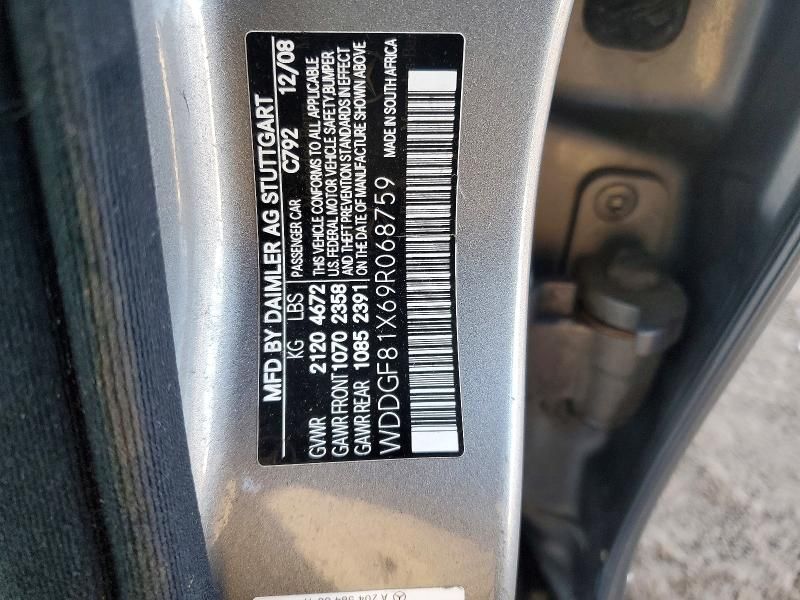 MFD BY DAIMLER AG STUTTGART
KG LBS PASSENGER CAR C792 12/08
GVWR 2120 4672 THIS VEHICLE CONFORMS TO ALL APPLICABLE
U.S. FEDERAL MOTOR VEHICLE SAFETY, BUMPER
GAWR FRONT 1070 2358 AND THEFT PREVENTION STANDARDS IN EFFECT
GAWR REAR 1085 2391 ON THE DATE OF MANUFACTURE SHOWN ABOVE
WDDGF81X69R068759 MADE IN SOUTH AFRICA
A 204 584